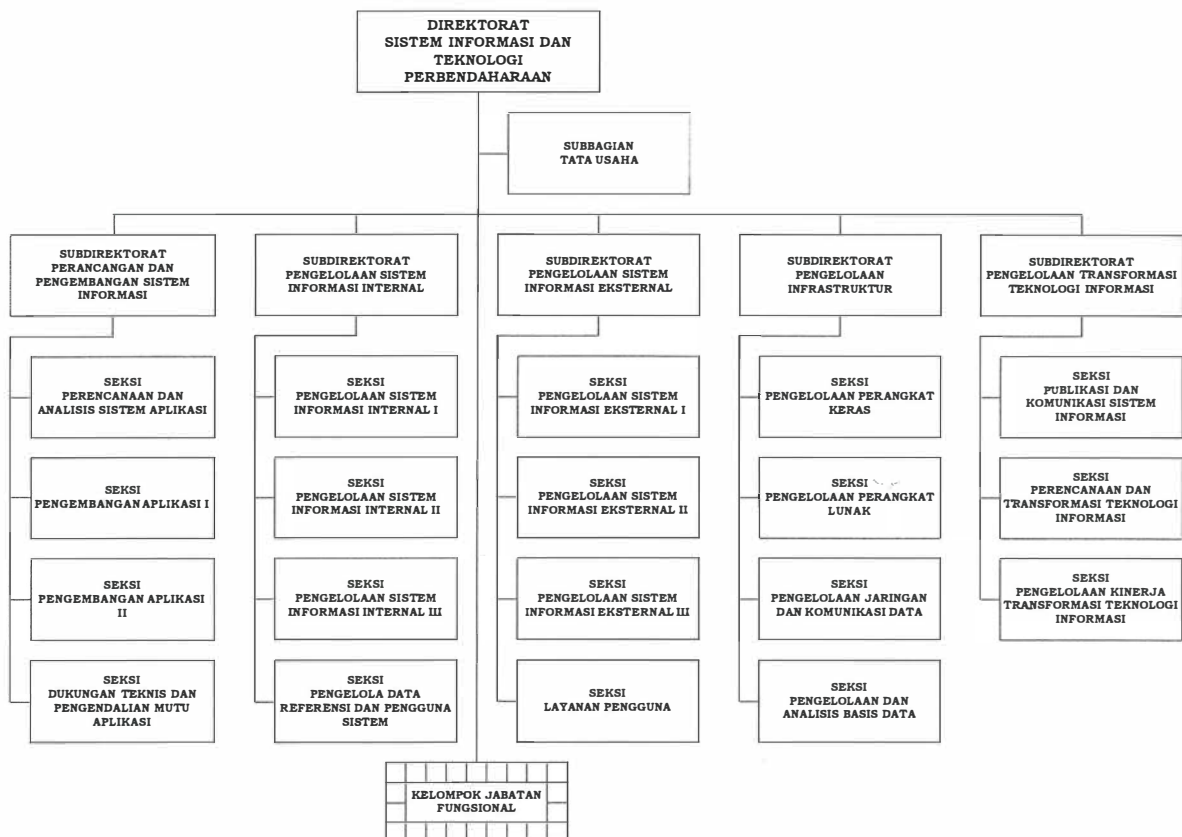 DIREKTORAT
SISTEM INFORMASI DAN
TEKNOLOGI
PERBENDAHARAAN
SUBBAGIAN
TATA USAHA
SUBDIREKTORAT
PERANCANGAN DAN
PENGEMBANGAN SISTEM
INFORMASI
SUBDIREKTORAT
PENGELOLAAN SISTEM
INFORMASI INTERNAL
SUBDIREKTORAT
PENGELOLAAN SISTEM
INFORMASI EKSTERNAL
SUBDIREKTORAT
PENGELOLAAN
INFRASTRUKTUR
SUBDIREKTORAT
PENGELOLAAN TRANSFORMASI
TEKNOLOGI INFORMASI
SEKSI
PERENCANAAN DAN
ANALISIS SISTEM APLIKASI
SEKSI
PENGELOLAAN SISTEM
INFORMASI INTERNAL I
SEKSI
PENGELOLAAN SISTEM
INFORMASI EKSTERNAL I
SEKSI
PENGELOLAAN PERANGKAT
KERAS
SEKSI
PUBLIKASI DAN
KOMUNIKASI SISTEM
INFORMASI
SEKSI
PENGEMBANGAN APLIKASI I
SEKSI
PENGELOLAAN SISTEM
INFORMASI INTERNAL II
SEKSI
PENGELOLAAN SISTEM
INFORMASI EKSTERNAL II
SEKSI
PENGELOLAAN PERANGKAT
LUNAK
SEKSI
PERENCANAAN DAN
TRANSFORMASI TEKNOLOGI
INFORMASI
SEKSI
PENGEMBANGAN APLIKASI
II
SEKSI
PENGELOLAAN SISTEM
INFORMASI INTERNAL III
SEKSI
PENGELOLAAN SISTEM
INFORMASI EKSTERNAL III
SEKSI
PENGELOLAAN JARINGAN
DAN KOMUNIKASI DATA
SEKSI
PENGELOLAAN KINERJA
TRANSFORMASI TEKNOLOGI
INFORMASI
SEKSI
DUKUNGAN TEKNIS DAN
PENGENDALIAN MUTU
APLIKASI
SEKSI
PENGELOLA DATA
REFERENSI DAN PENGGUNA
SISTEM
SEKSI
LAYANAN PENGGUNA
SEKSI
PENGELOLAAN DAN
ANALISIS BASIS DATA
KELOMPOK JABATAN
FUNGSIONAL